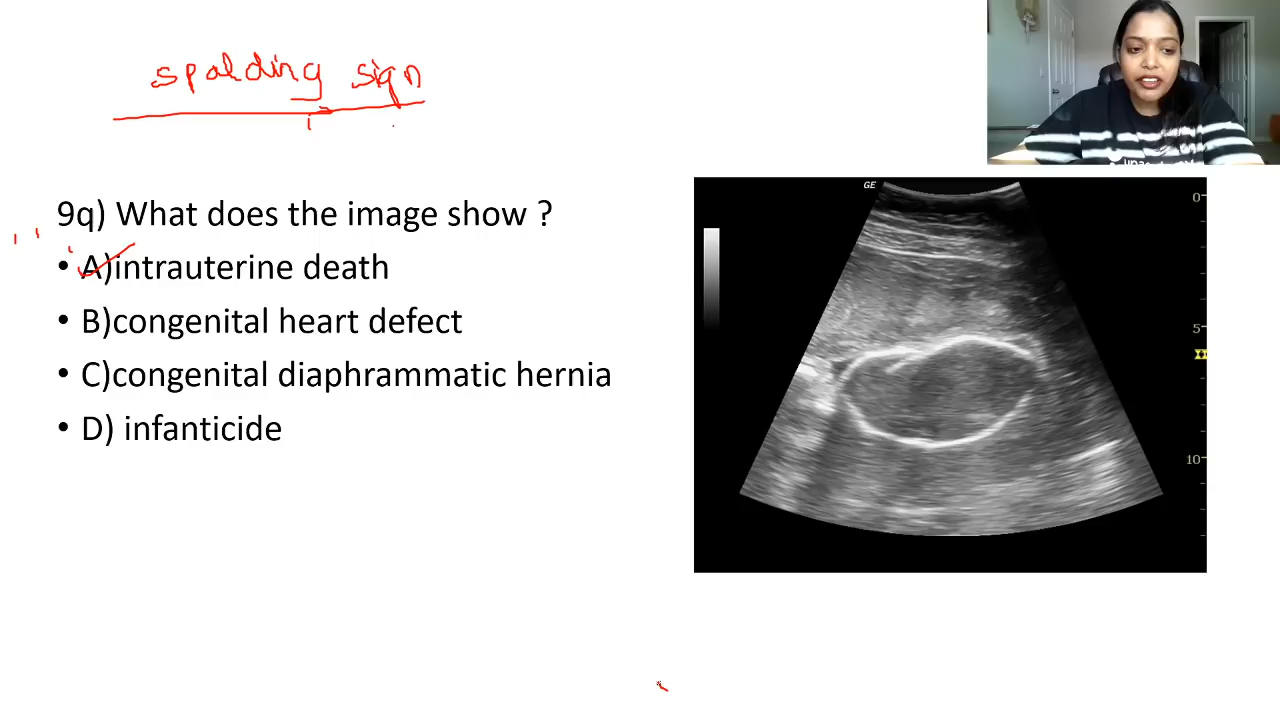 spalding sign
9q) What does the image show ?
• A)intrauterine death
• B)congenital heart defect
• C)congenital diaphrammatic hernia
• D) infanticide
GE
0
5
10